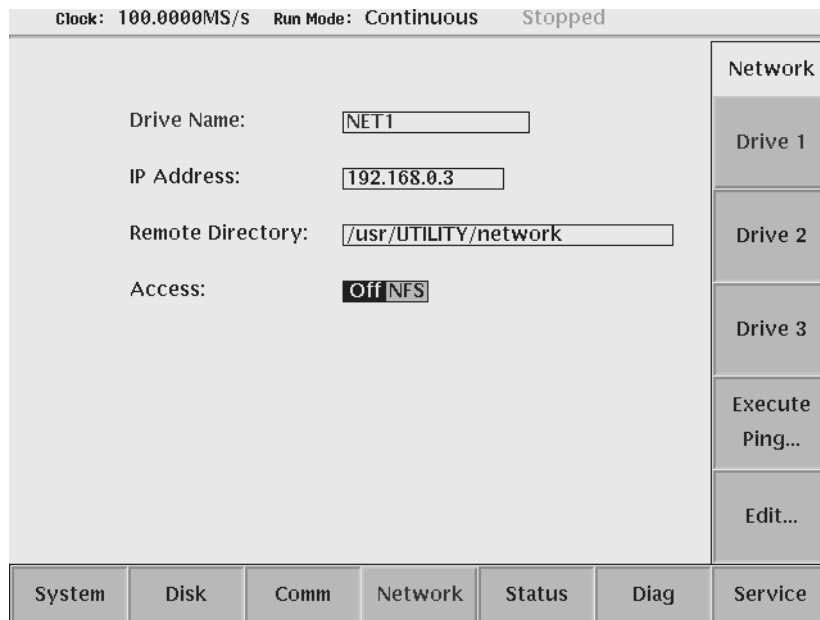 Clock: 100.0000MS/s Run Mode: Continuous Stopped
Network
Drive Name: NET1
Drive 1
IP Address: 192.168.0.3
Remote Directory: /usr/UTILITY/network
Drive 2
Access: Off NFS
Drive 3
Execute
Ping...
Edit...
System Disk Comm Network Status Diag Service